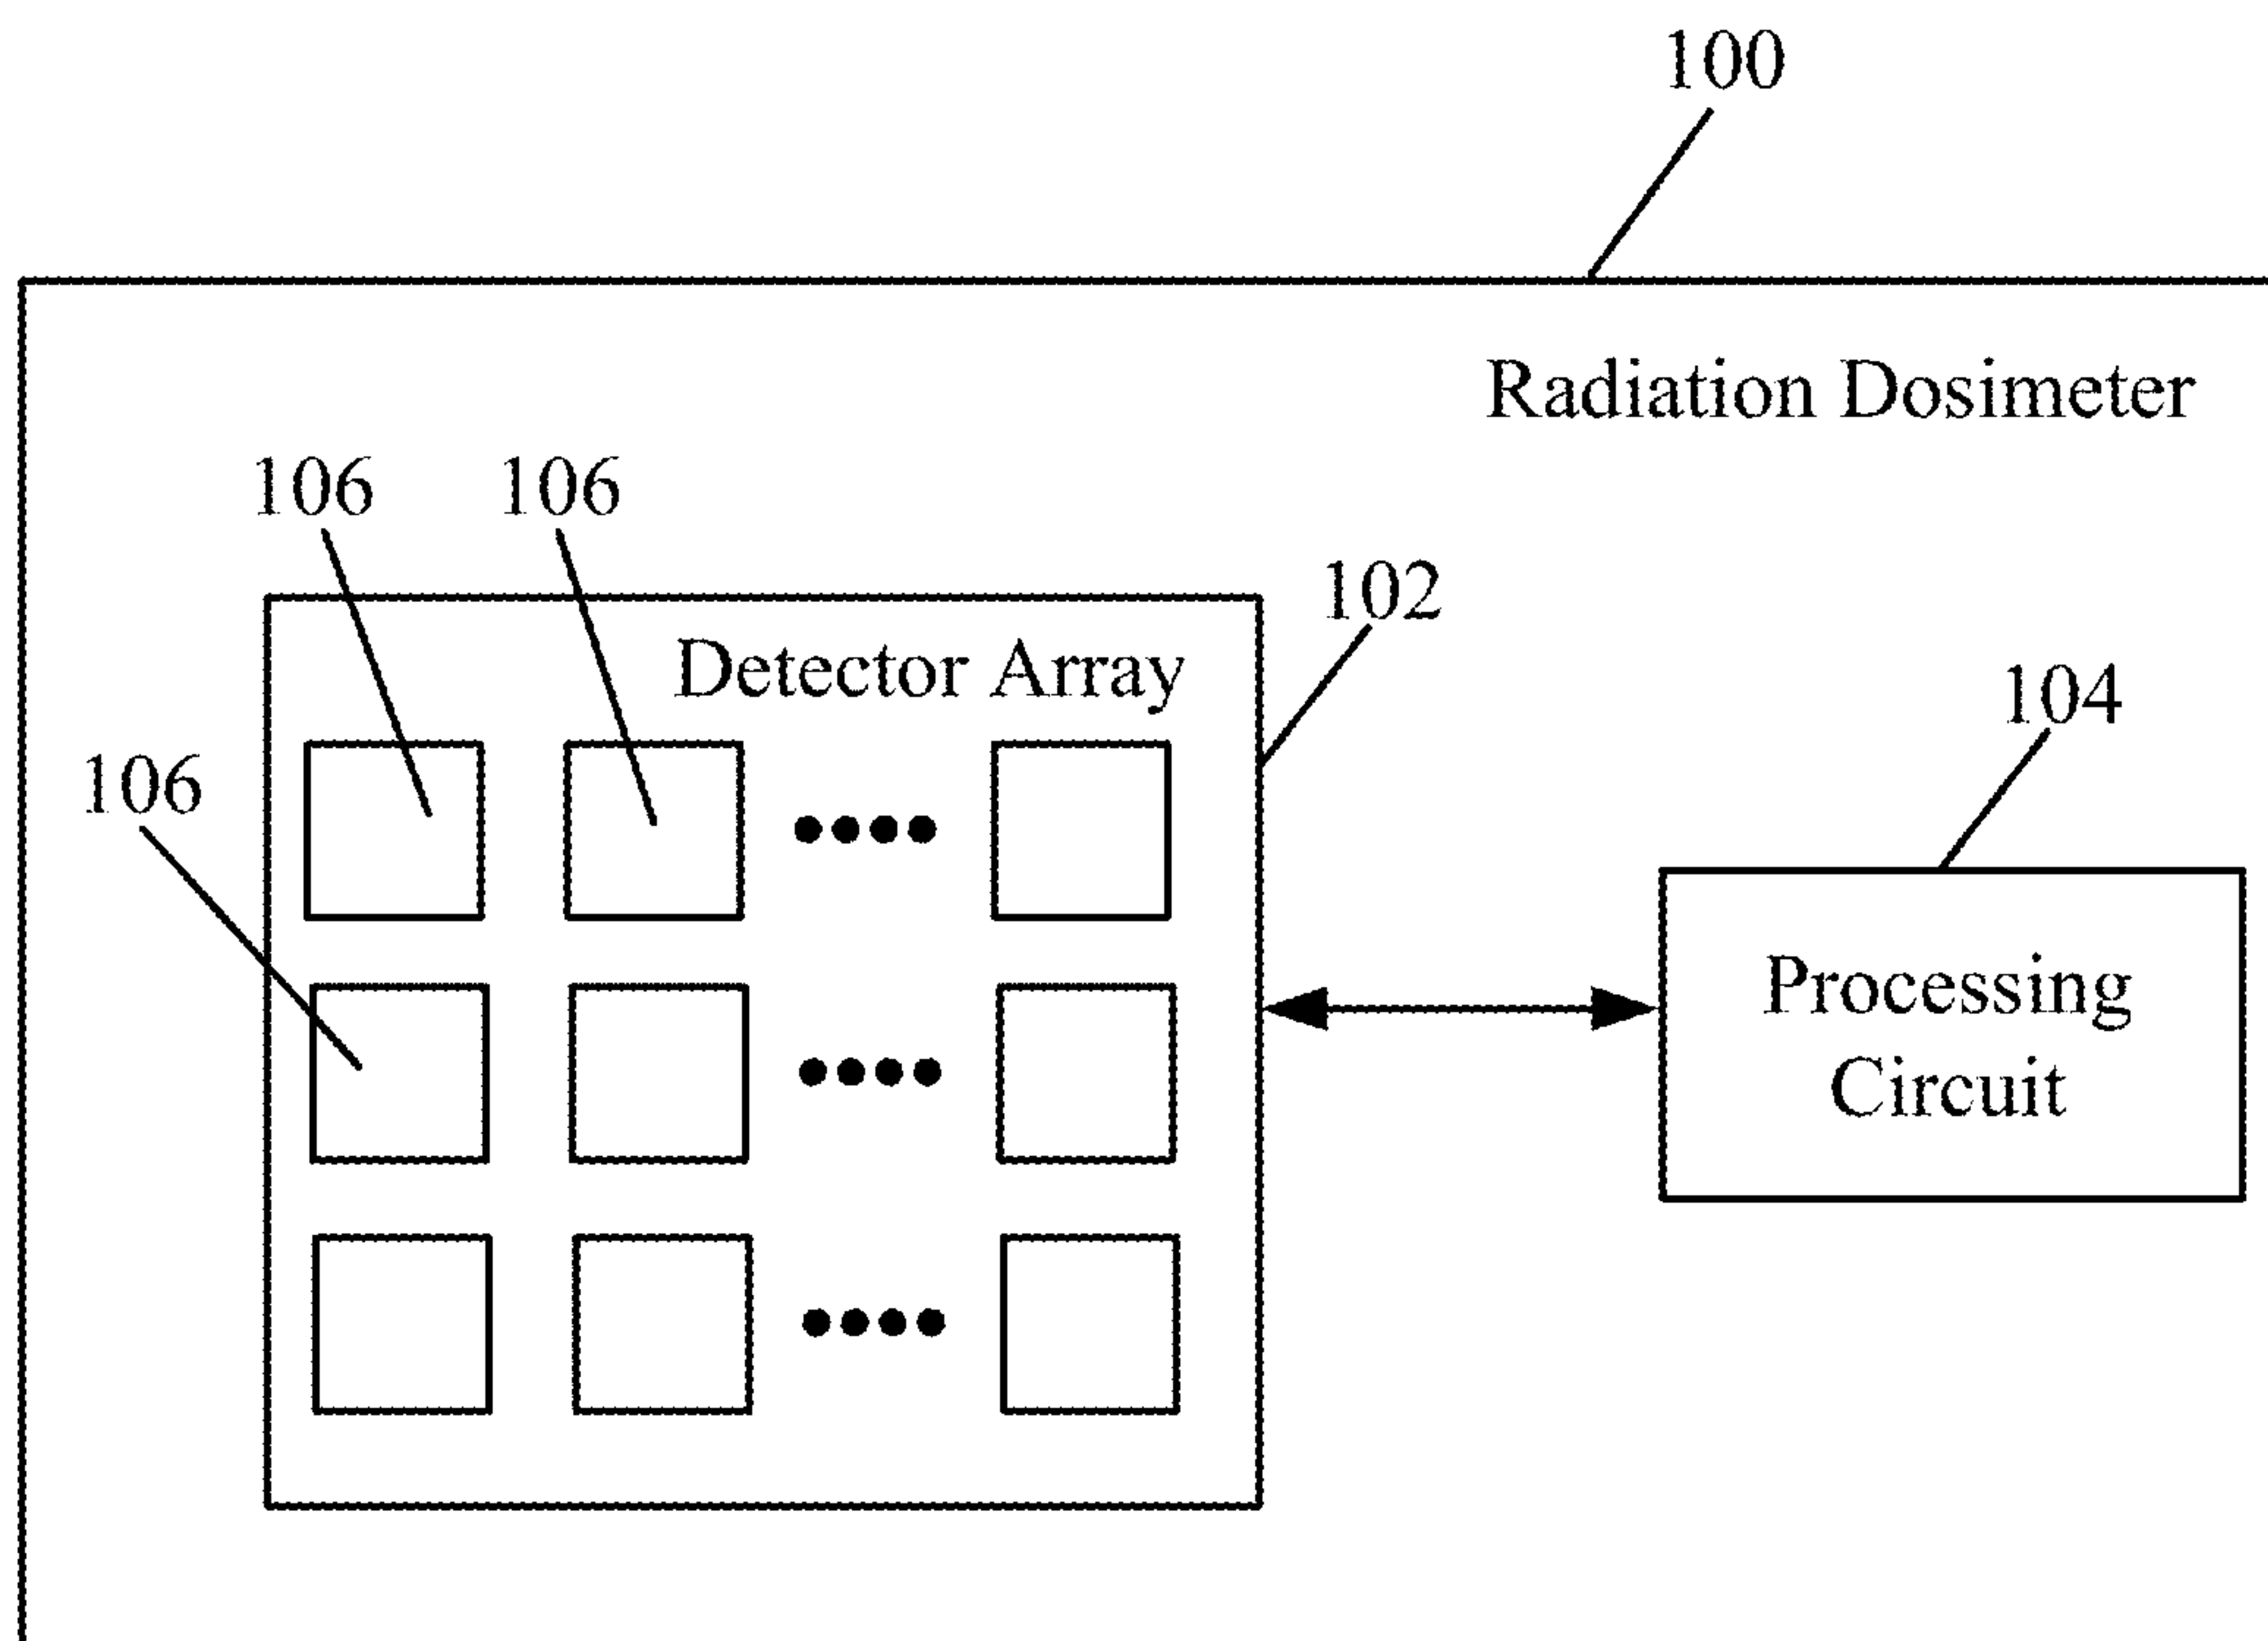 100
Radiation Dosimeter
106 106
102
Detector Array
104
106
Processing
Circuit